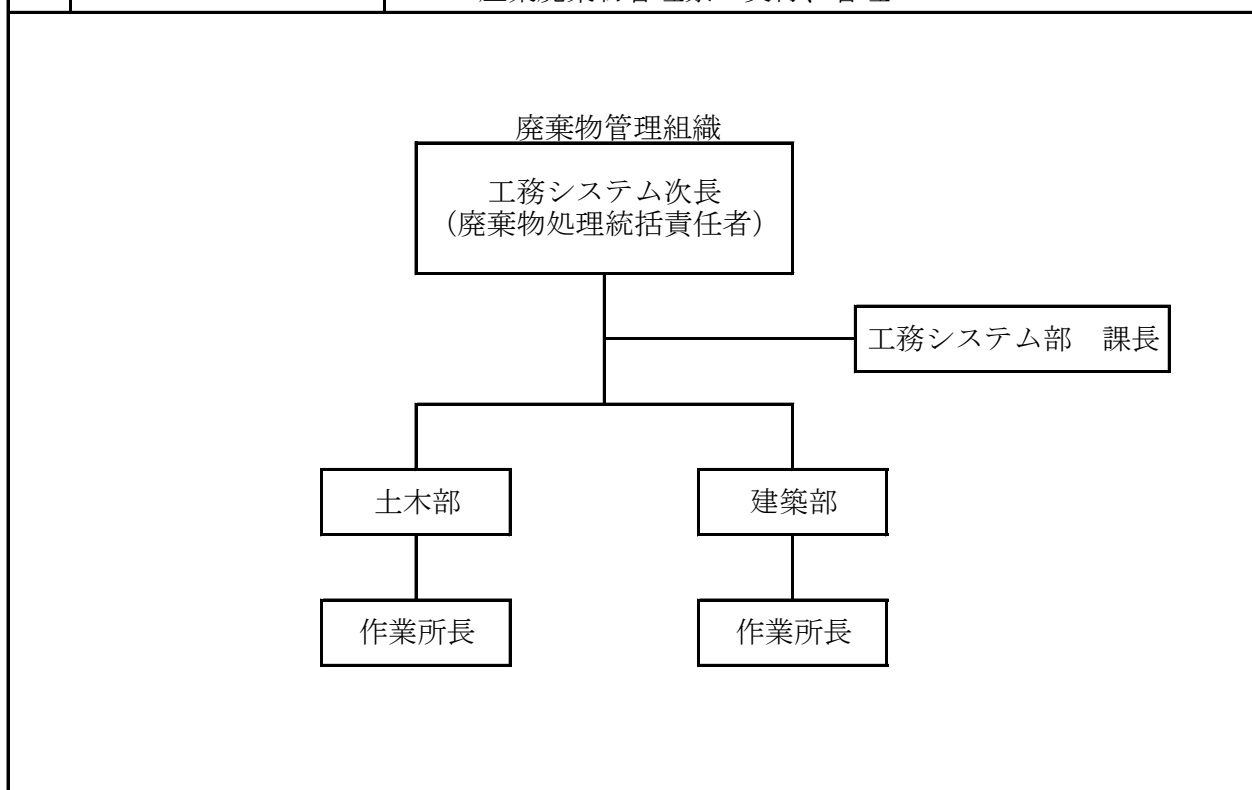 廃棄物管理組織
工務システム次長
(廃棄物処理統括責任者)
工務システム部　課長
土木部
建築部
作業所長
作業所長